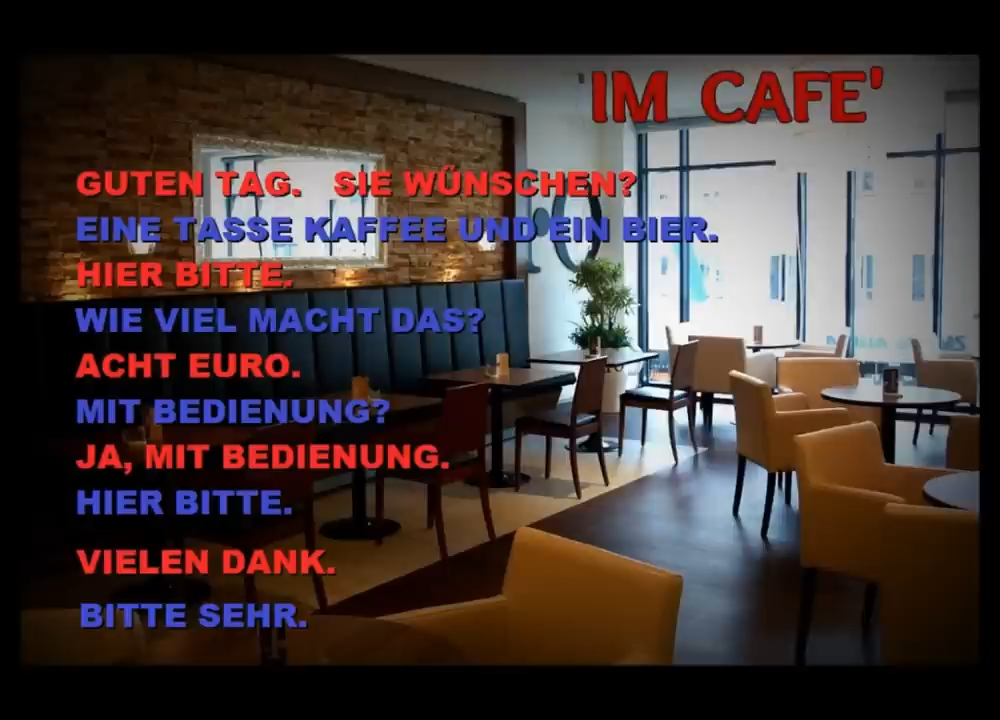 IM CAFE'
GUTEN TAG. SIE WŰNSCHEN?
EINE TASSE KAFFEE UND EIN BIER.
HIER BITTE.
WIE VIEL MACHT DAS?
ACHT EURO.
MIT BEDIENUNG?
JA, MIT BEDIENUNG.
HIER BITTE.
VIELEN DANK.
BITTE SEHR.